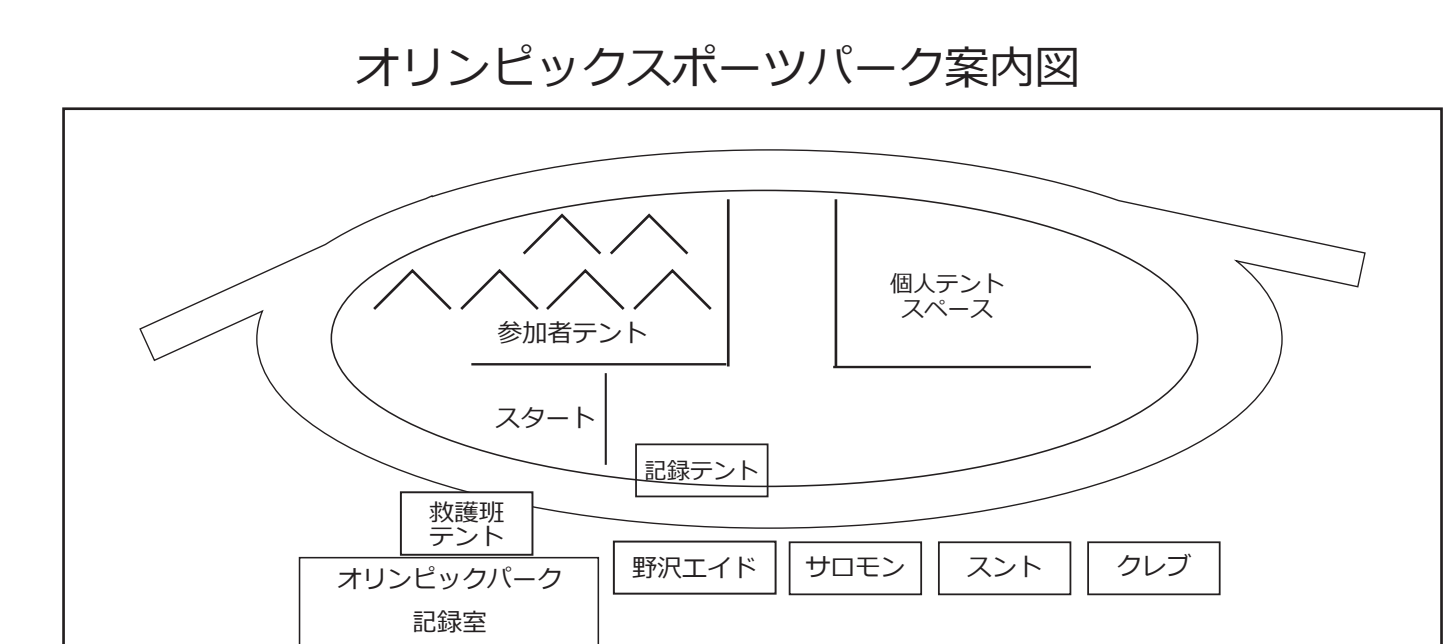 オリンピックスポーツパーク案内図
個人テント
スペース
参加者テント
スタート
記録テント
救護班
テント
野沢エイド
サロモン
スント
クレブ
オリンピックパーク
記録室